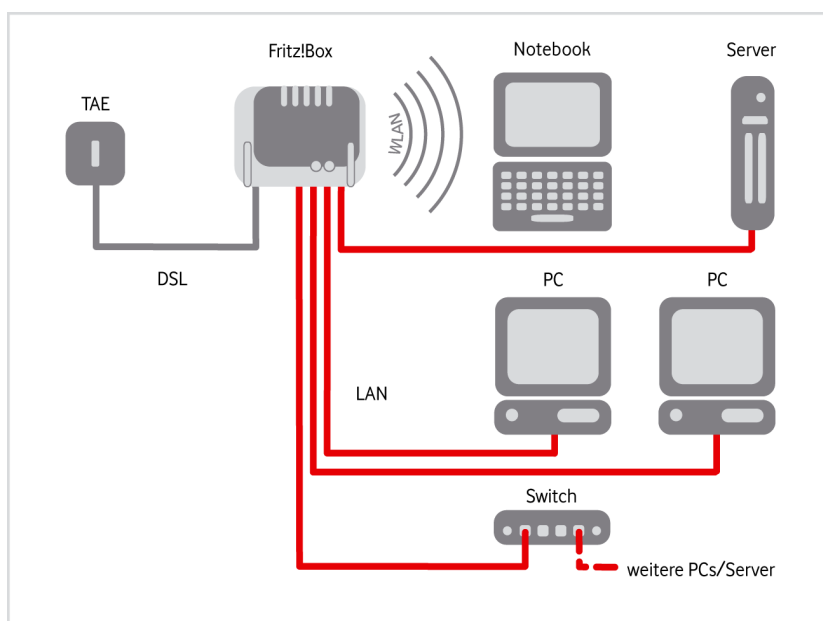 Fritz!Box
Notebook
Server
TAE
WLAN
DSL
PC
PC
LAN
Switch
weitere PCs/Server